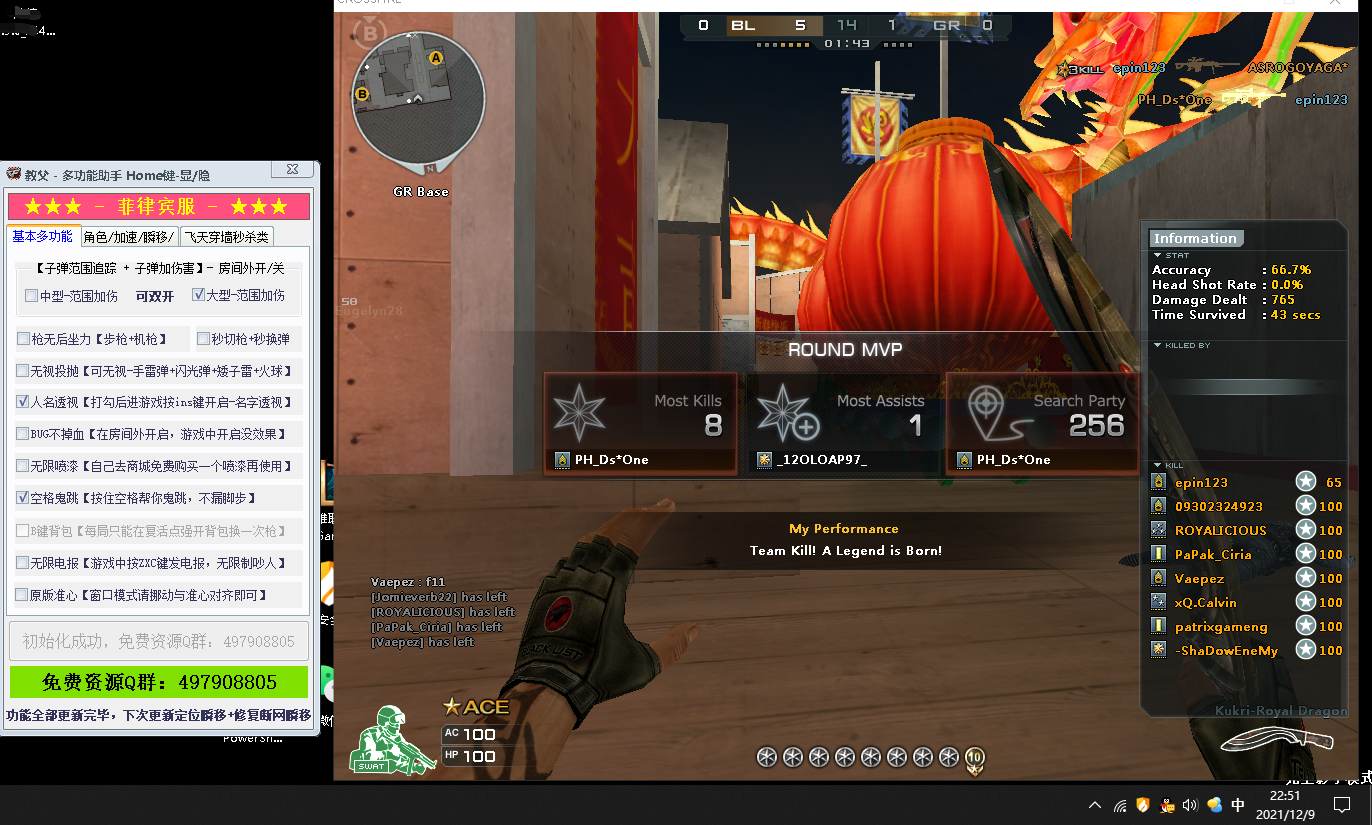 CROSSFIRE
教父 - 多功能助手 Home健-显/隐
★★★ - 菲律宾服 - ★★★
基本多功能 角色/加速/瞬移/ 飞天穿墙秒杀类
【子弹范围追踪 + 子弹加伤害】- 房间外开/关
中型-范围加伤 可双开 大型-范围加伤
枪无后坐力【步枪+机枪】 秒切枪+秒换弹
无视投抛【可无视-手雷弹+闪光弹+矮子雷+火球】
人名透视【打勾后进游戏按ins键开启-名字透视】
BUG不掉血【在房间外开启，游戏中开启没效果】
无限喷漆【自己去商城免费购买一个喷漆再使用】
空格鬼跳【按住空格帮你鬼跳，不漏脚步】
B键背包【每局只能在复活点强开背包换一次枪】
无限电报【游戏中按ZXC键发电报，无限制吵人】
原版准心【窗口模式请挪动与准心对齐即可】
初始化成功，免费资源Q群：497908805
免费资源Q群：497908805
功能全部更新完毕，下次更新定位瞬移+修复断网瞬移
PowerSh...
0 BL 5 14 1 GR 0
01:43
B
A
B
N
GR Base
3KILL epin123 ASROGOYAGA*
PH_Ds*One epin123
50
Eugelyn28
ROUND MVP
Most Kills
8
PH_Ds*One
Most Assists
1
_12OLOAP97_
Search Party
256
PH_Ds*One
My Performance
Team Kill! A Legend is Born!
Vaepez : f11
[Jomieverb22] has left
[ROYALICIOUS] has left
[PaPak_Ciria] has left
[Vaepez] has left
BLACK LIST
ACE
AC 100
HP 100
SWAT
10
Information
STAT
Accuracy : 66.7%
Head Shot Rate : 0.0%
Damage Dealt : 765
Time Survived : 43 secs
KILLED BY
KILL
epin123 65
09302324923 100
ROYALICIOUS 100
PaPak_Ciria 100
Vaepez 100
xQ.Calvin 100
patrixgameng 100
-ShaDowEneMy 100
Kukri-Royal Dragon
中
22:51
2021/12/9